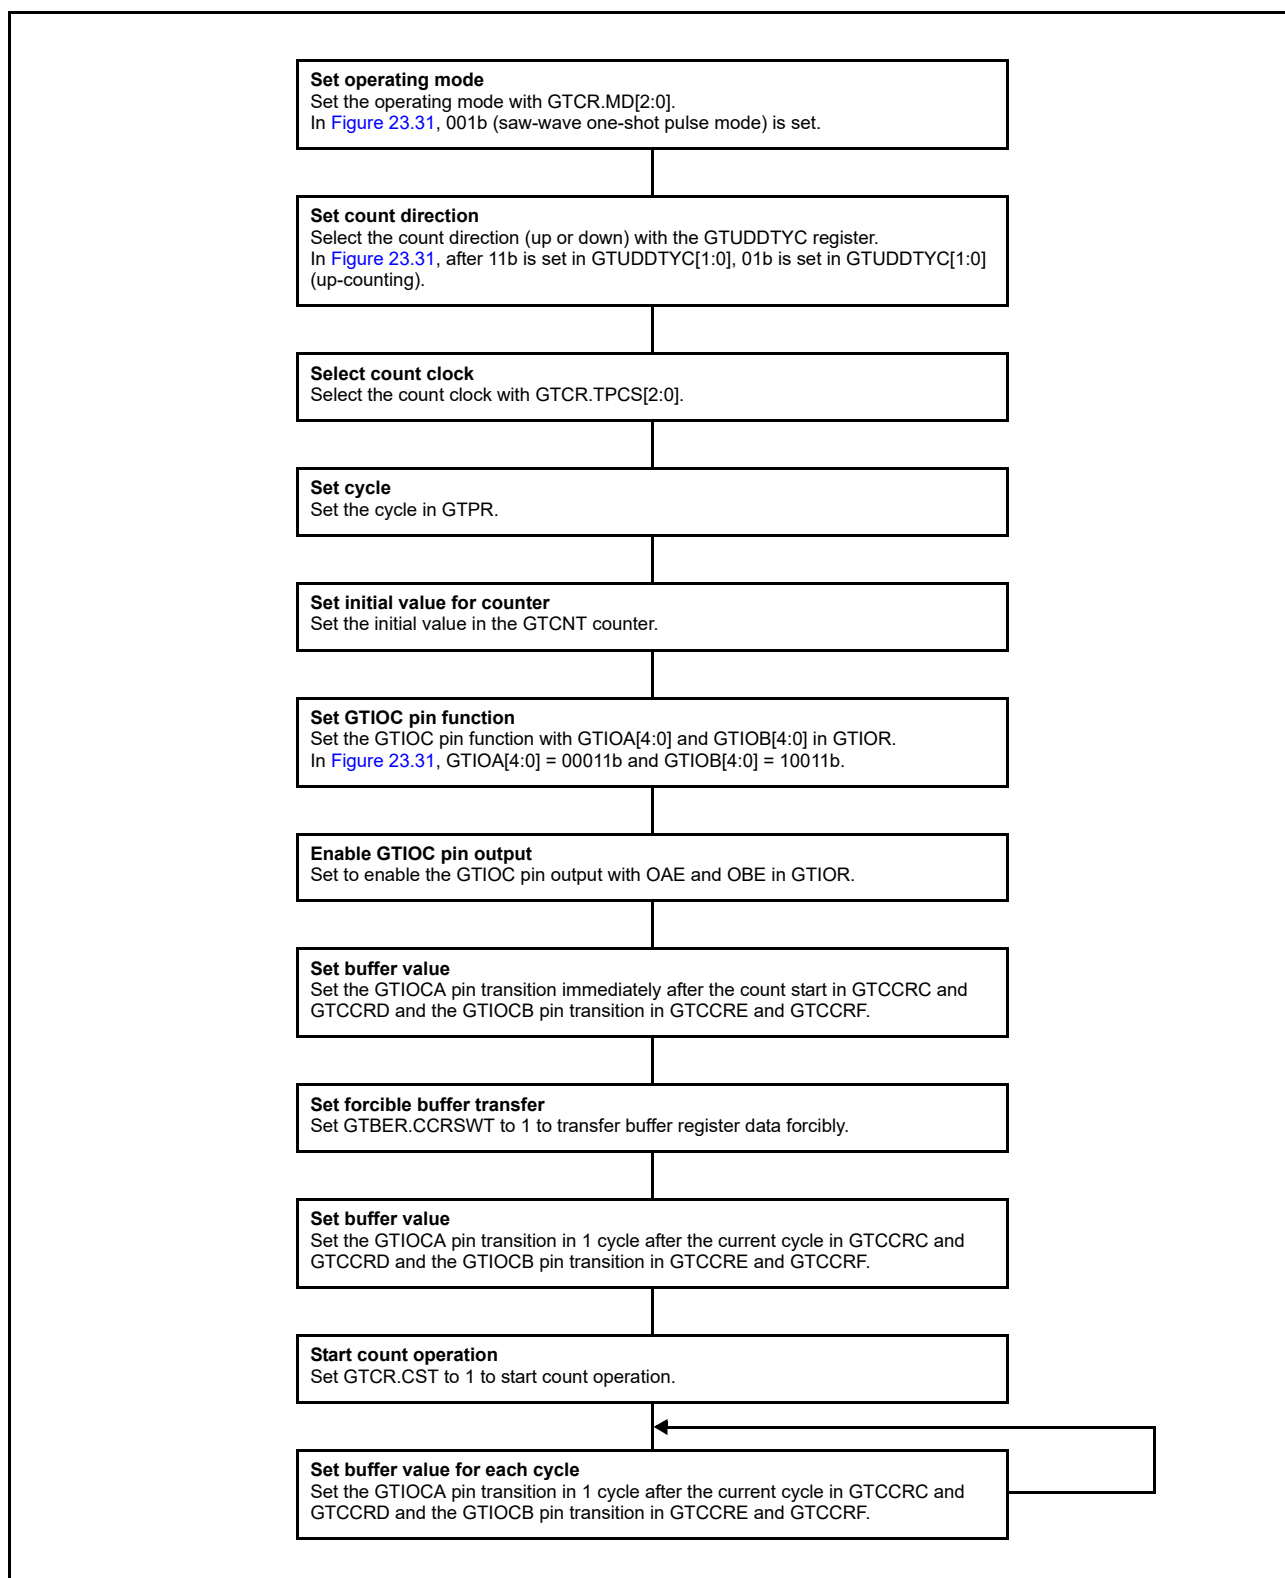 Set operating mode
Set the operating mode with GTCR.MD[2:0].
In Figure 23.31, 001b (saw-wave one-shot pulse mode) is set.
Set count direction
Select the count direction (up or down) with the GTUDDTYC register.
In Figure 23.31, after 11b is set in GTUDDTYC[1:0], 01b is set in GTUDDTYC[1:0]
(up-counting).
Select count clock
Select the count clock with GTCR.TPCS[2:0].
Set cycle
Set the cycle in GTPR.
Set initial value for counter
Set the initial value in the GTCNT counter.
Set GTIOC pin function
Set the GTIOC pin function with GTIOA[4:0] and GTIOB[4:0] in GTIOR.
In Figure 23.31, GTIOA[4:0] = 00011b and GTIOB[4:0] = 10011b.
Enable GTIOC pin output
Set to enable the GTIOC pin output with OAE and OBE in GTIOR.
Set buffer value
Set the GTIOCA pin transition immediately after the count start in GTCCRC and
GTCCRD and the GTIOCB pin transition in GTCCRE and GTCCRF.
Set forcible buffer transfer
Set GTBER.CCRSWT to 1 to transfer buffer register data forcibly.
Set buffer value
Set the GTIOCA pin transition in 1 cycle after the current cycle in GTCCRC and
GTCCRD and the GTIOCB pin transition in GTCCRE and GTCCRF.
Start count operation
Set GTCR.CST to 1 to start count operation.
Set buffer value for each cycle
Set the GTIOCA pin transition in 1 cycle after the current cycle in GTCCRC and
GTCCRD and the GTIOCB pin transition in GTCCRE and GTCCRF.